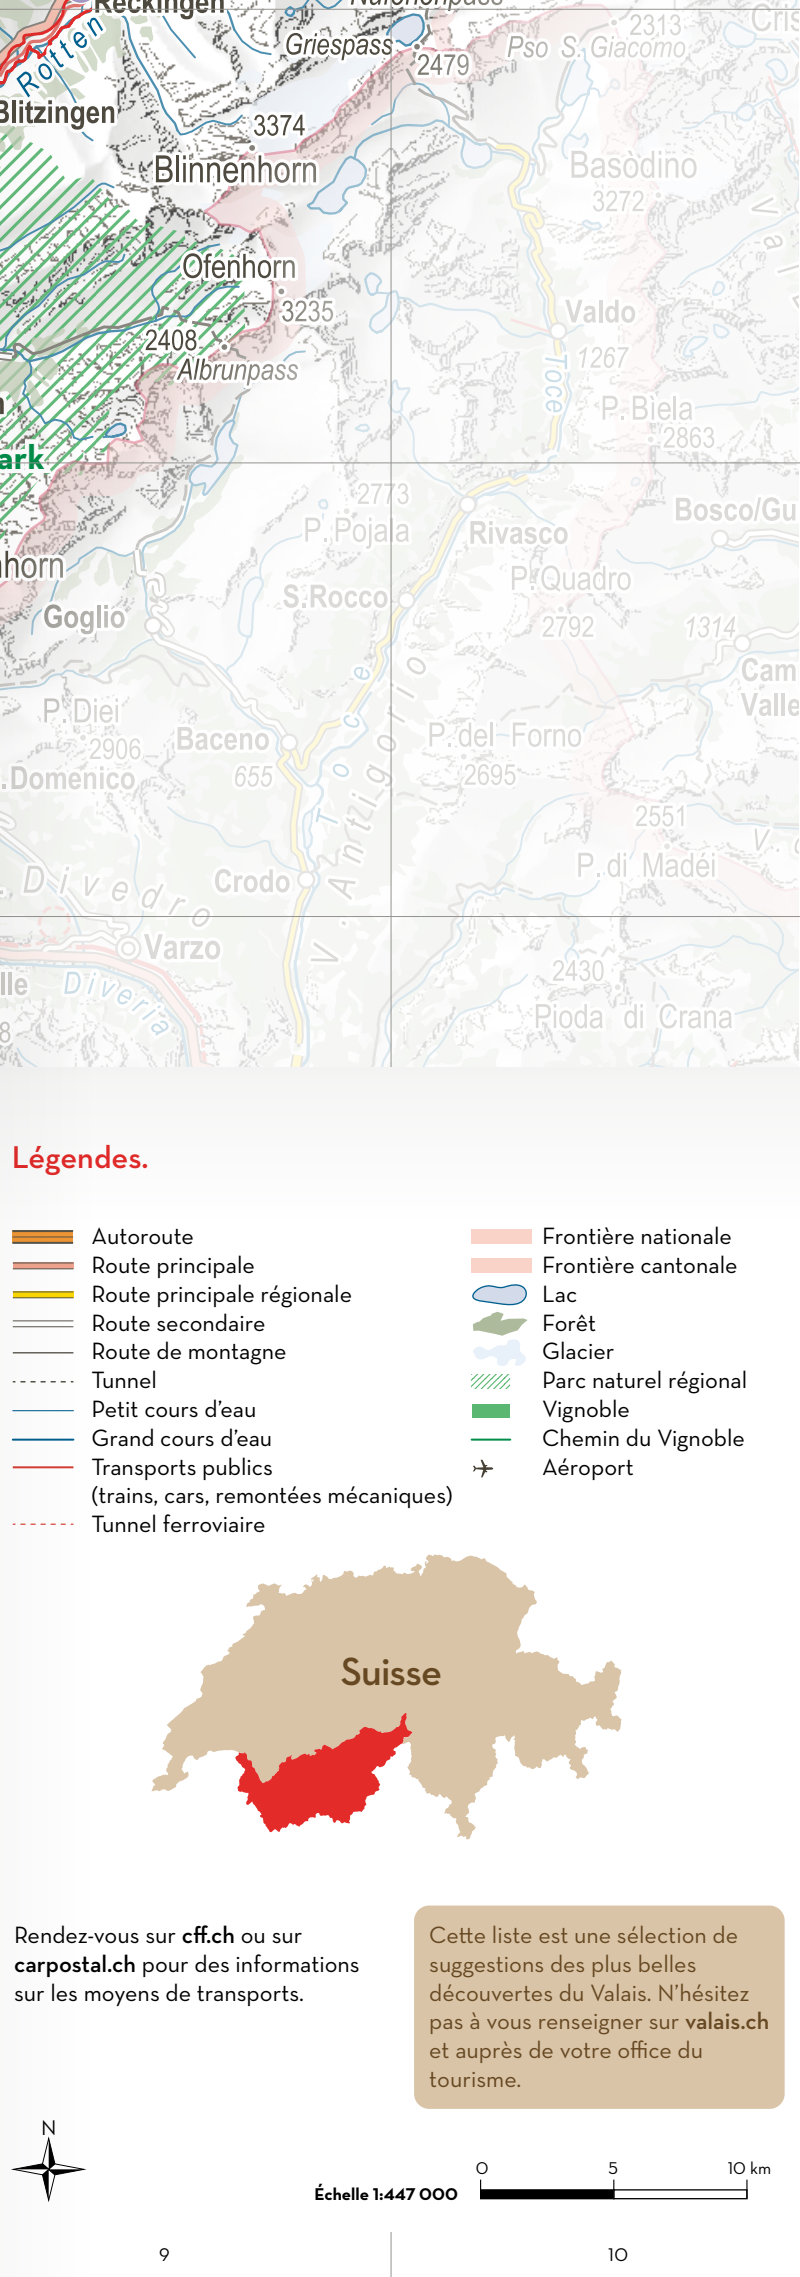 Reckingen
Rotten
Griespass
2479
Pso S. Giacomo
2313
Blitzingen
3374
Blinnenhorn
Basòdino
3272
Ofenhorn
3235
Valdo
1267
2408
Albrunpass
Toce
P. Biela
2863
ark
2773
P. Pojala
Rivasco
Bosco/Gu
horn
P. Quadro
S. Rocco
2792
Goglio
1314
Cam
Valle
P. Diei
2906
Baceno
655
P. del Forno
2695
.Domenico
Toce
V. Antigorio
2551
P. di Madéi
Divedro
Crodo
Varzo
lle
Diveria
2430
Pioda di Crana
8
Légendes.
Autoroute
Route principale
Route principale régionale
Route secondaire
Route de montagne
Tunnel
Petit cours d'eau
Grand cours d'eau
Transports publics
(trains, cars, remontées mécaniques)
Tunnel ferroviaire
Frontière nationale
Frontière cantonale
Lac
Forêt
Glacier
Parc naturel régional
Vignoble
Chemin du Vignoble
Aéroport
Suisse
Rendez-vous sur cff.ch ou sur
carpostal.ch pour des informations
sur les moyens de transports.
Cette liste est une sélection de
suggestions des plus belles
découvertes du Valais. N'hésitez
pas à vous renseigner sur valais.ch
et auprès de votre office du
tourisme.
N
Échelle 1:447 000
0 5 10 km
9
10